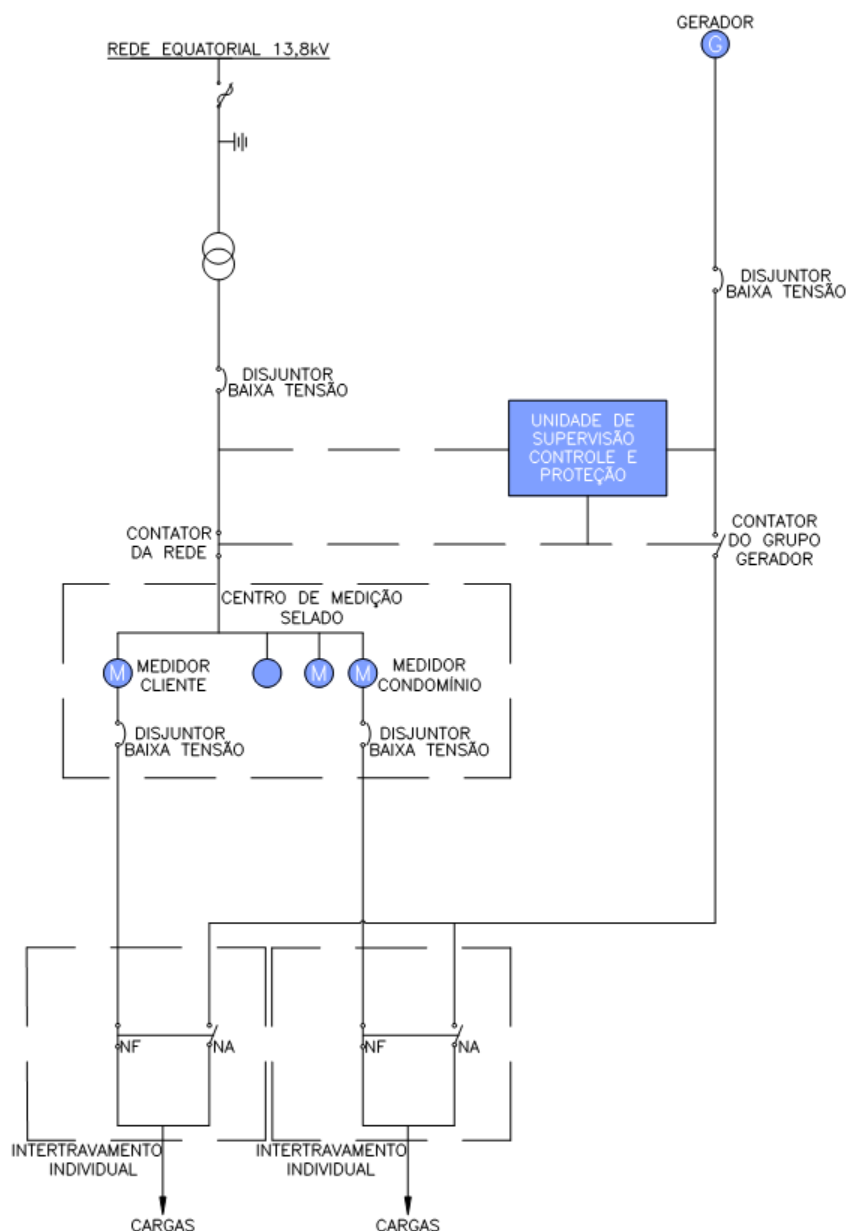 GERADOR
G
REDE EQUATORIAL 13,8kV
DISJUNTOR
BAIXA TENSÃO
DISJUNTOR
BAIXA TENSÃO
UNIDADE DE
SUPERVISÃO
CONTROLE E
PROTEÇÃO
CONTATOR
DA REDE
CONTATOR
DO GRUPO
GERADOR
CENTRO DE MEDIÇÃO
SELADO
M
MEDIDOR
CLIENTE
M
M
MEDIDOR
CONDOMÍNIO
DISJUNTOR
BAIXA TENSÃO
DISJUNTOR
BAIXA TENSÃO
NF
NA
NF
NA
INTERTRAVAMENTO
INDIVIDUAL
INTERTRAVAMENTO
INDIVIDUAL
CARGAS
CARGAS